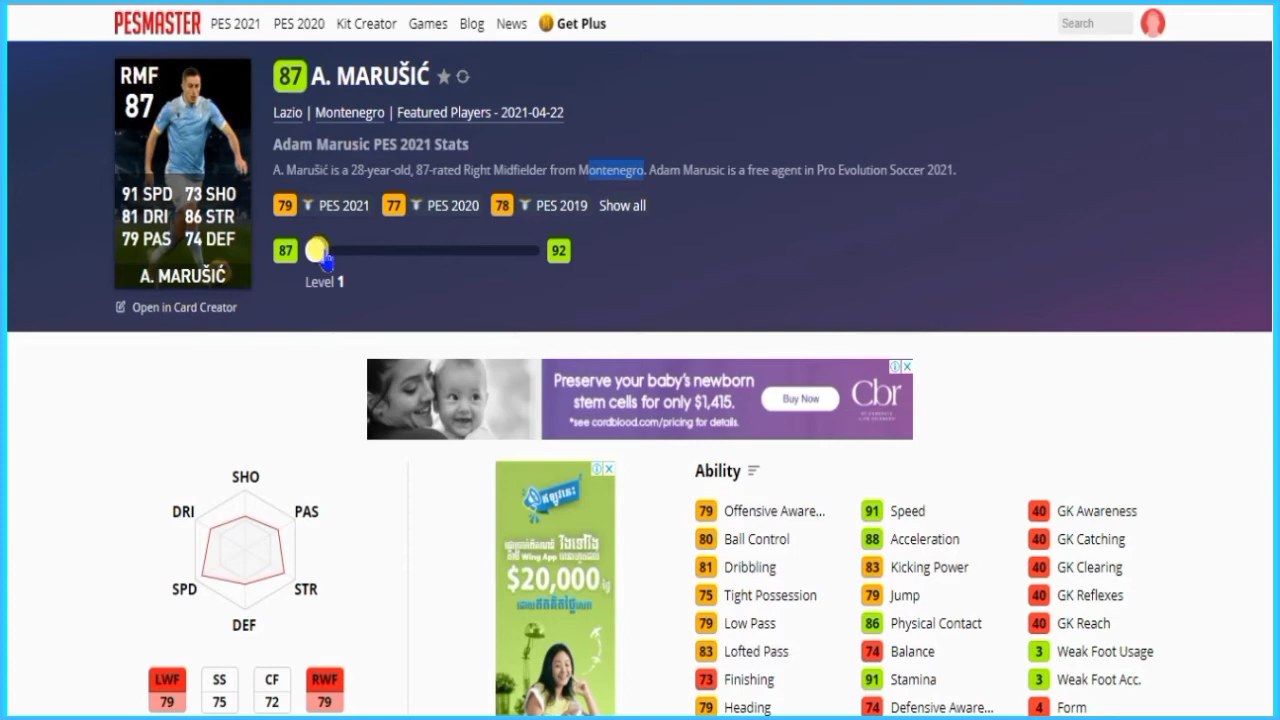 PESMASTER PES 2021 PES 2020 Kit Creator Games Blog News Get Plus Search
RMF
87
91 SPD 73 SHO
81 DRI 86 STR
79 PAS 74 DEF
A. MARUŠIĆ
Open in Card Creator
87 A. MARUŠIĆ
Lazio | Montenegro | Featured Players - 2021-04-22
Adam Marusic PES 2021 Stats
A. Marušić is a 28-year-old, 87-rated Right Midfielder from Montenegro. Adam Marusic is a free agent in Pro Evolution Soccer 2021.
79 PES 2021 77 PES 2020 78 PES 2019 Show all
87 92
Level 1
Preserve your baby's newborn
stem cells for only $1,415.
*see cordblood.com/pricing for details.
Buy Now
Cbr
SHO
DRI PAS
SPD STR
DEF
LWF SS CF RWF
79 75 72 79
$20,000
Ability
79 Offensive Aware... 91 Speed 40 GK Awareness
80 Ball Control 88 Acceleration 40 GK Catching
81 Dribbling 83 Kicking Power 40 GK Clearing
75 Tight Possession 79 Jump 40 GK Reflexes
79 Low Pass 86 Physical Contact 40 GK Reach
83 Lofted Pass 74 Balance 3 Weak Foot Usage
73 Finishing 91 Stamina 3 Weak Foot Acc.
79 Heading 74 Defensive Aware... 4 Form